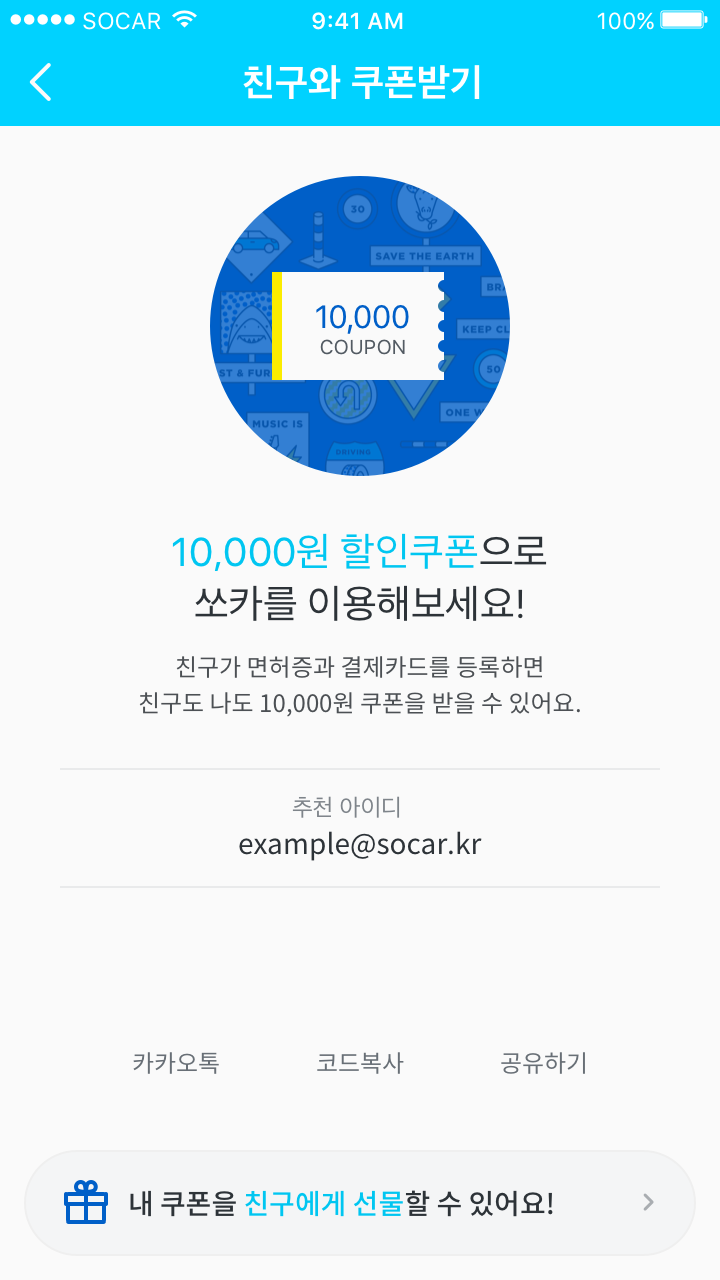 SOCAR 9:41 AM 100%
친구와 쿠폰받기
30
SAVE THE EARTH
10,000
COUPON
KEEP
50
ST & FUR
ONE
MUSIC IS
DRIVING
10,000원 할인쿠폰으로
쏘카를 이용해보세요!
친구가 면허증과 결제카드를 등록하면
친구도 나도 10,000원 쿠폰을 받을 수 있어요.
추천 아이디
example@socar.kr
카카오톡 코드복사 공유하기
내 쿠폰을 친구에게 선물할 수 있어요!